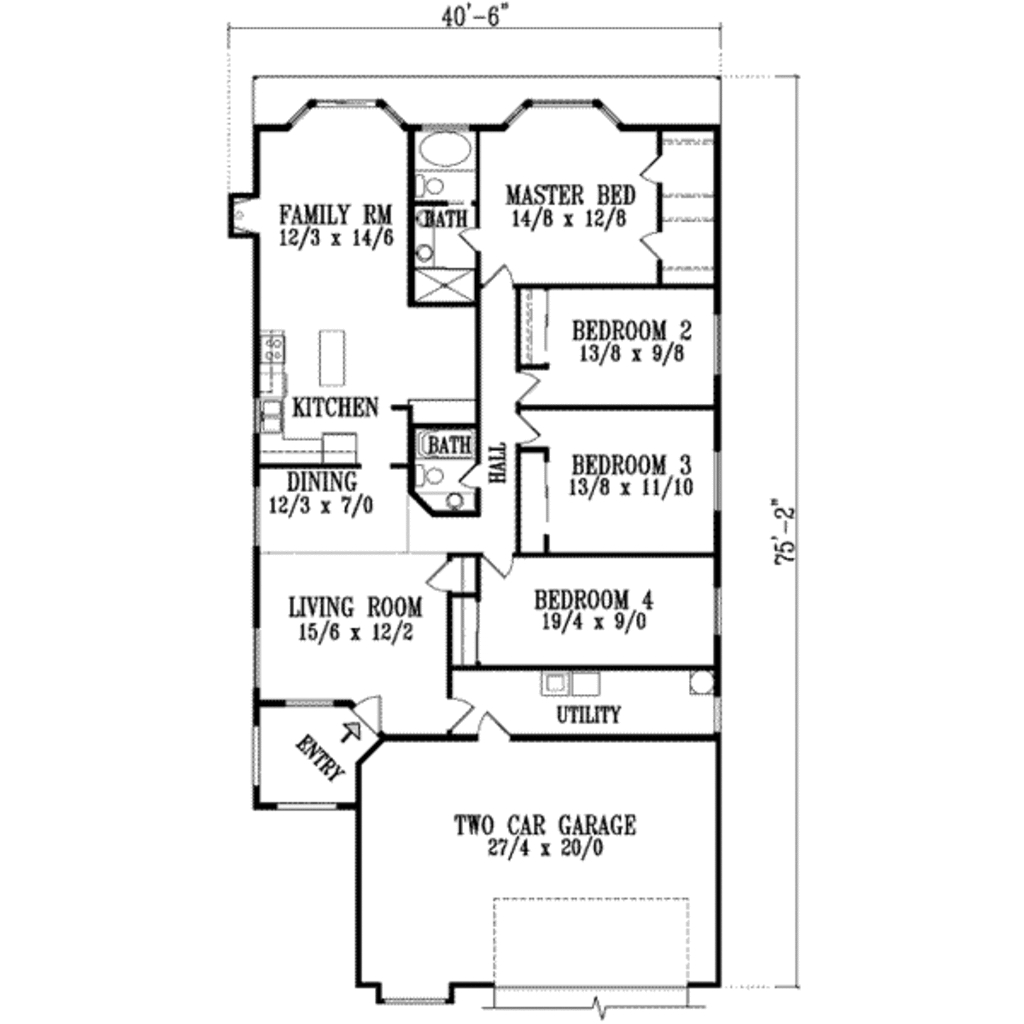 40'-6"
FAMILY RM
12/3 x 14/6
BATH
MASTER BED
14/8 x 12/8
BEDROOM 2
13/8 x 9/8
KITCHEN
BATH
HALL
BEDROOM 3
13/8 x 11/10
DINING
12/3 x 7/0
75'-2"
LIVING ROOM
15/6 x 12/2
BEDROOM 4
19/4 x 9/0
UTILITY
ENTRY
TWO CAR GARAGE
27/4 x 20/0